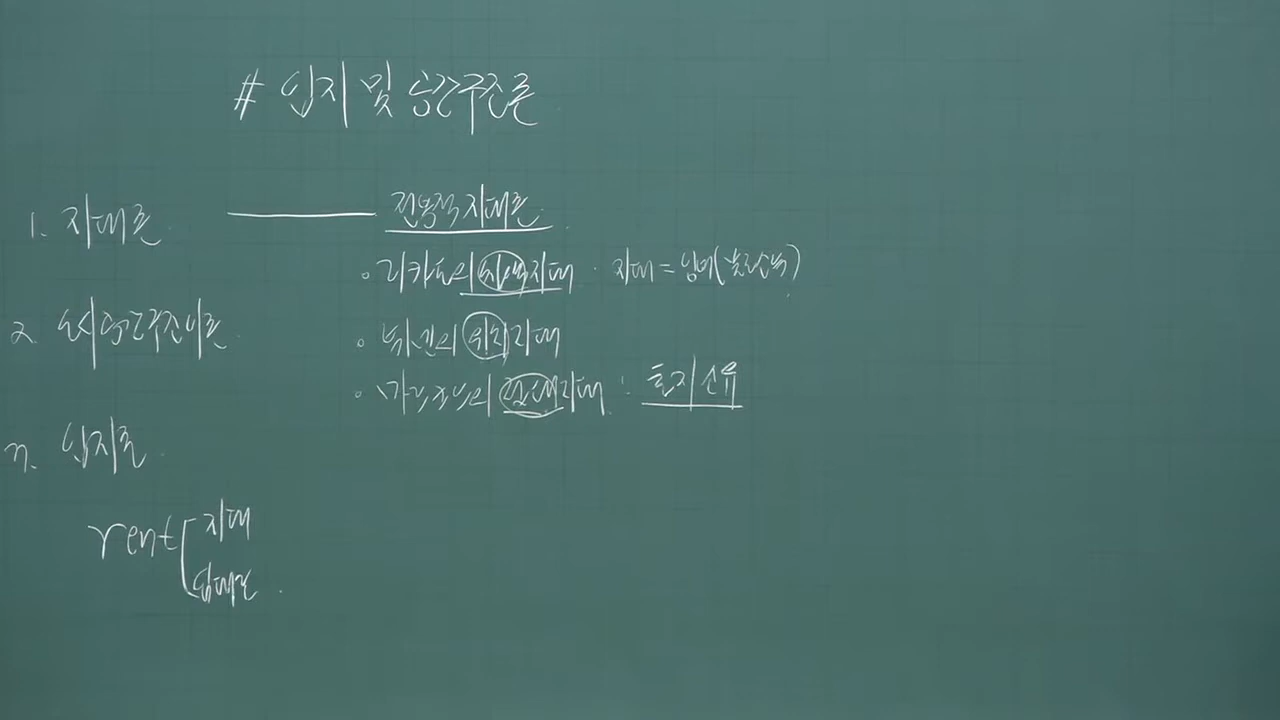 # 입지 및 공간구조론
1. 지대론
전통적 지대론
· 리카도의 차액지대 · 지대 = 잉여(불로소득)
2. 도시공간구조이론
· 튀넨의 위치지대
· 마르크스의 절대지대 : 토지소유
3. 입지론
rent [ 지대
임대료